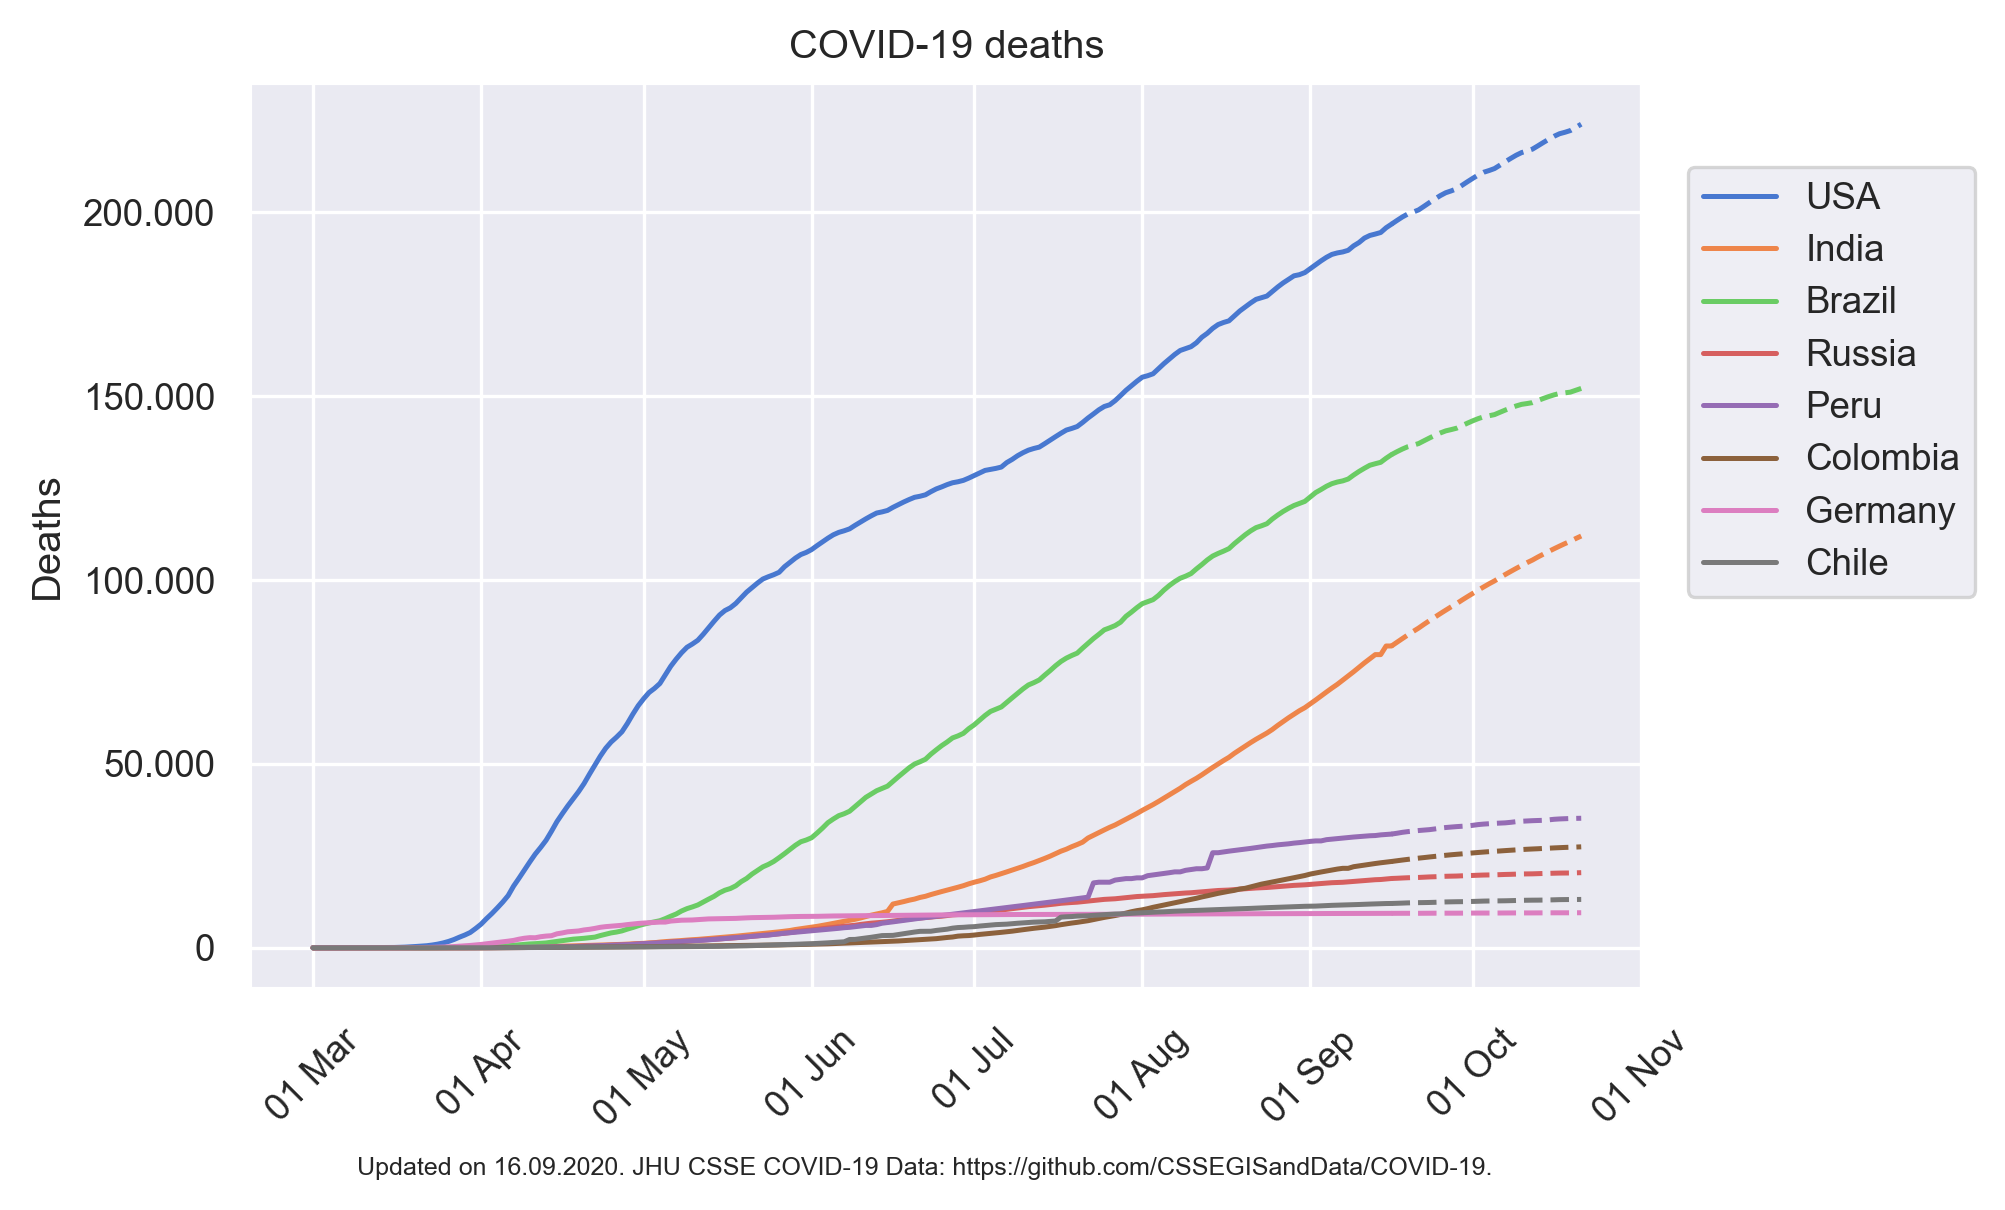 COVID-19 deaths
200.000
150.000
100.000
50.000
0
Deaths
01 Mar
01 Apr
01 May
01 Jun
01 Jul
01 Aug
01 Sep
01 Oct
01 Nov
USA
India
Brazil
Russia
Peru
Colombia
Germany
Chile
Updated on 16.09.2020. JHU CSSE COVID-19 Data: https://github.com/CSSEGISandData/COVID-19.